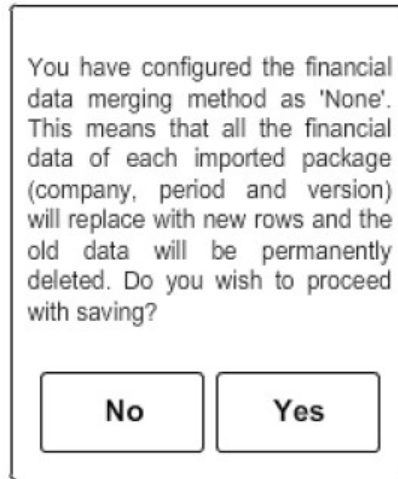 You have configured the financial
data merging method as 'None'.
This means that all the financial
data of each imported package
(company, period and version)
will replace with new rows and the
old data will be permanently
deleted. Do you wish to proceed
with saving?
No Yes